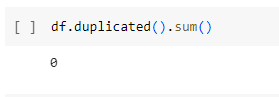 [ ] df.duplicated().sum()
0